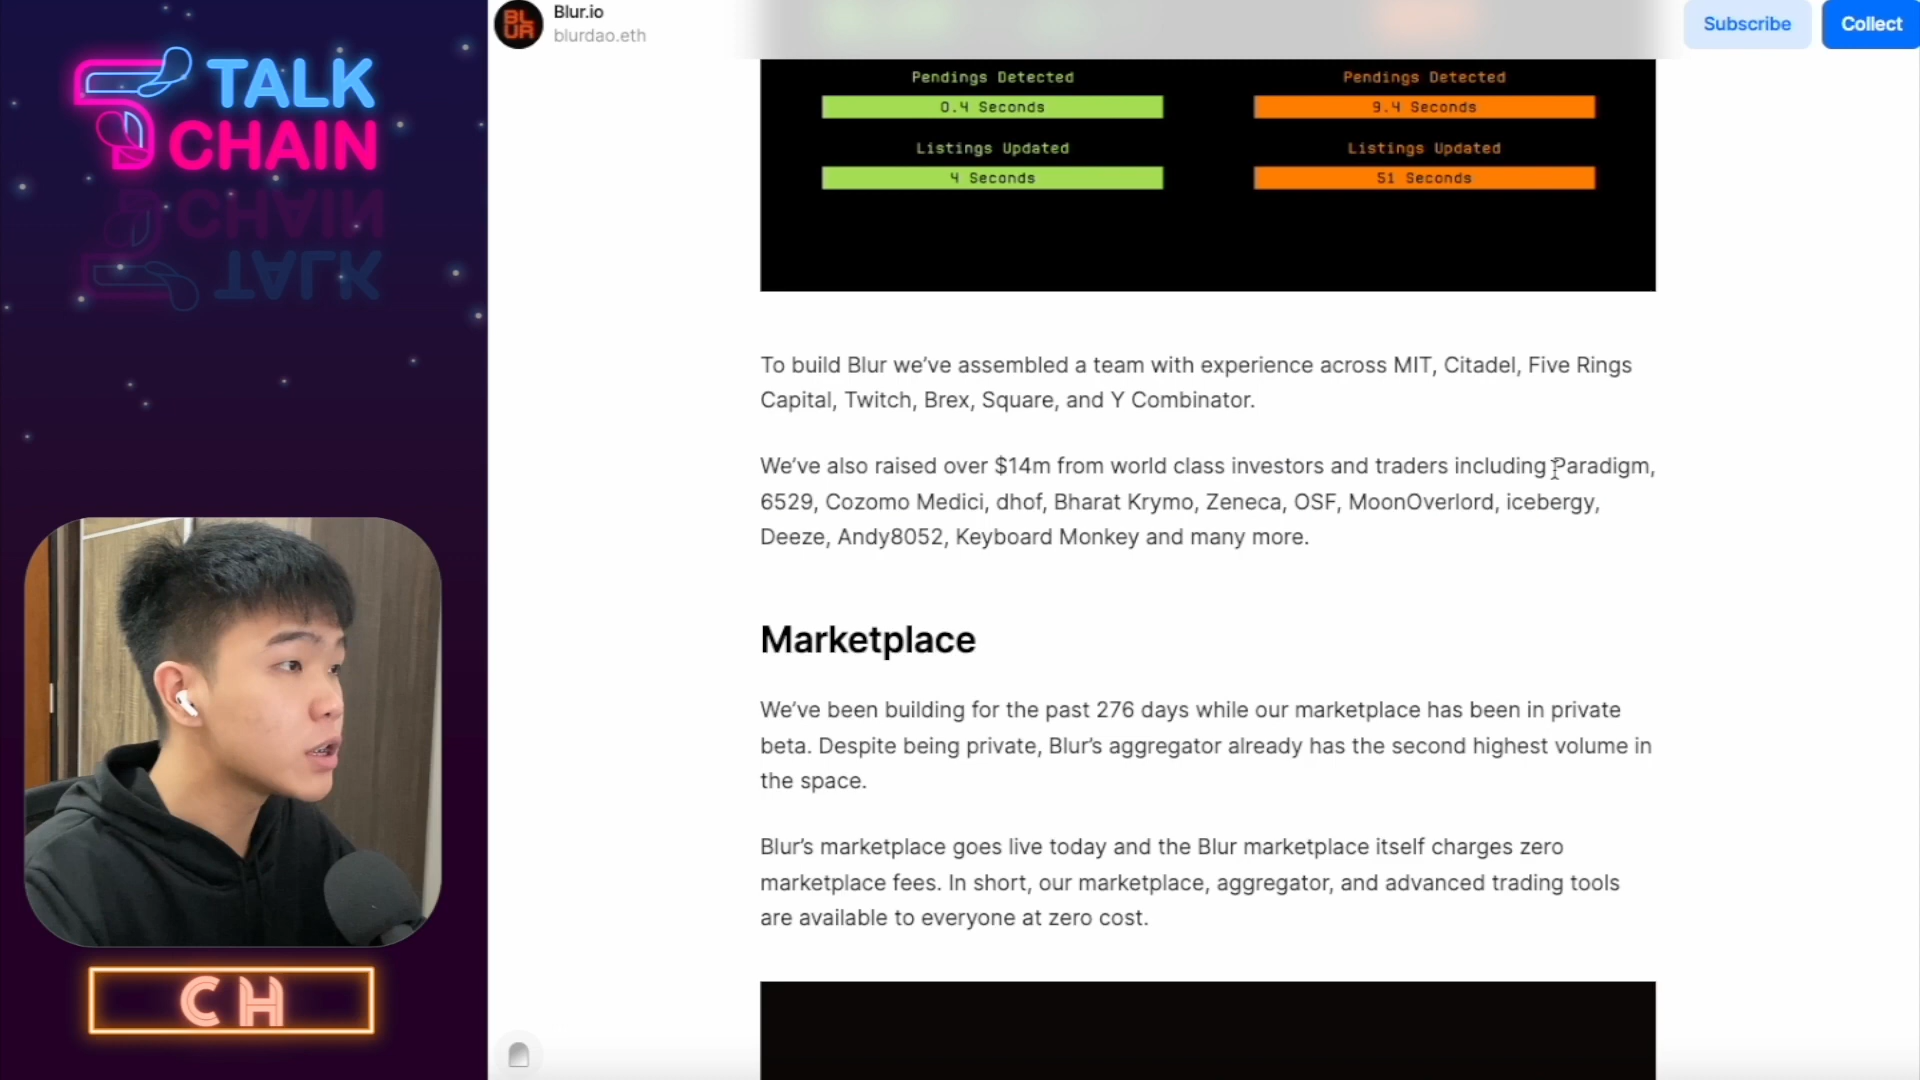 TALK
CHAIN
CHAIN
TALK
CH
BL
UR
Blur.io
blurdao.eth
Subscribe
Collect
Pendings Detected
0.4 Seconds
Listings Updated
4 Seconds
Pendings Detected
9.4 Seconds
Listings Updated
51 Seconds
To build Blur we’ve assembled a team with experience across MIT, Citadel, Five Rings
Capital, Twitch, Brex, Square, and Y Combinator.
We’ve also raised over $14m from world class investors and traders including Paradigm,
6529, Cozomo Medici, dhof, Bharat Krymo, Zeneca, OSF, MoonOverlord, icebergy,
Deeze, Andy8052, Keyboard Monkey and many more.
Marketplace
We’ve been building for the past 276 days while our marketplace has been in private
beta. Despite being private, Blur’s aggregator already has the second highest volume in
the space.
Blur’s marketplace goes live today and the Blur marketplace itself charges zero
marketplace fees. In short, our marketplace, aggregator, and advanced trading tools
are available to everyone at zero cost.